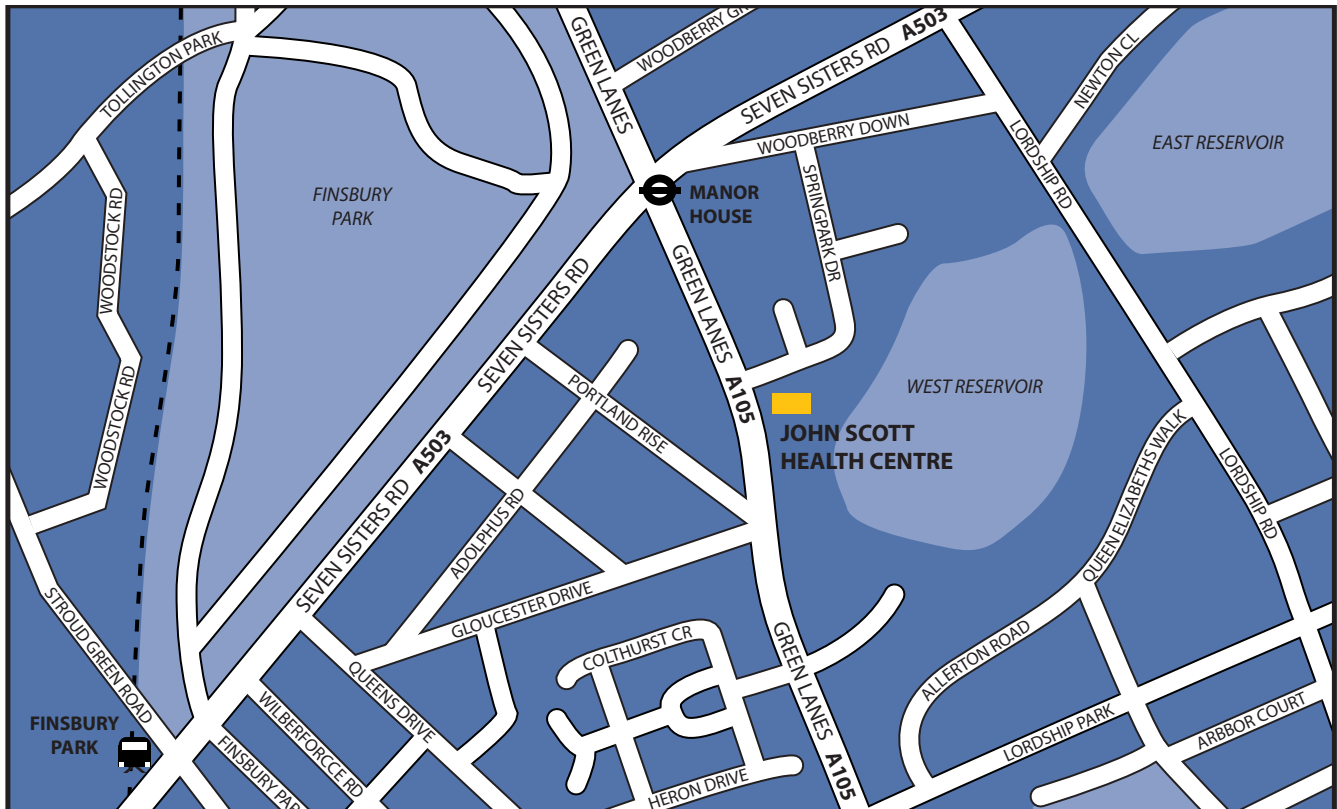 TOLLINGTON PARK
GREEN LANES
WOODBERRY GR
SEVEN SISTERS RD A503
NEWTON CL
WOODBERRY DOWN
LORDSHIP RD
EAST RESERVOIR
WOODSTOCK RD
FINSBURY
PARK
MANOR
HOUSE
SPRINGPARK DR
GREEN LANES A105
SEVEN SISTERS RD
WOODSTOCK RD
PORTLAND RISE
WEST RESERVOIR
JOHN SCOTT
HEALTH CENTRE
SEVEN SISTERS RD A503
ADOLPHUS RD
QUEEN ELIZABETHS WALK
LORDSHIP RD
STROUD GREEN ROAD
GLOUCESTER DRIVE
COLTHURST CR
GREEN LANES A105
ALLERTON ROAD
QUEENS DRIVE
WILBERFORCCE RD
FINSBURY
PARK
FINSBURY PAR
HERON DRIVE
LORDSHIP PARK
ARBBOR COURT